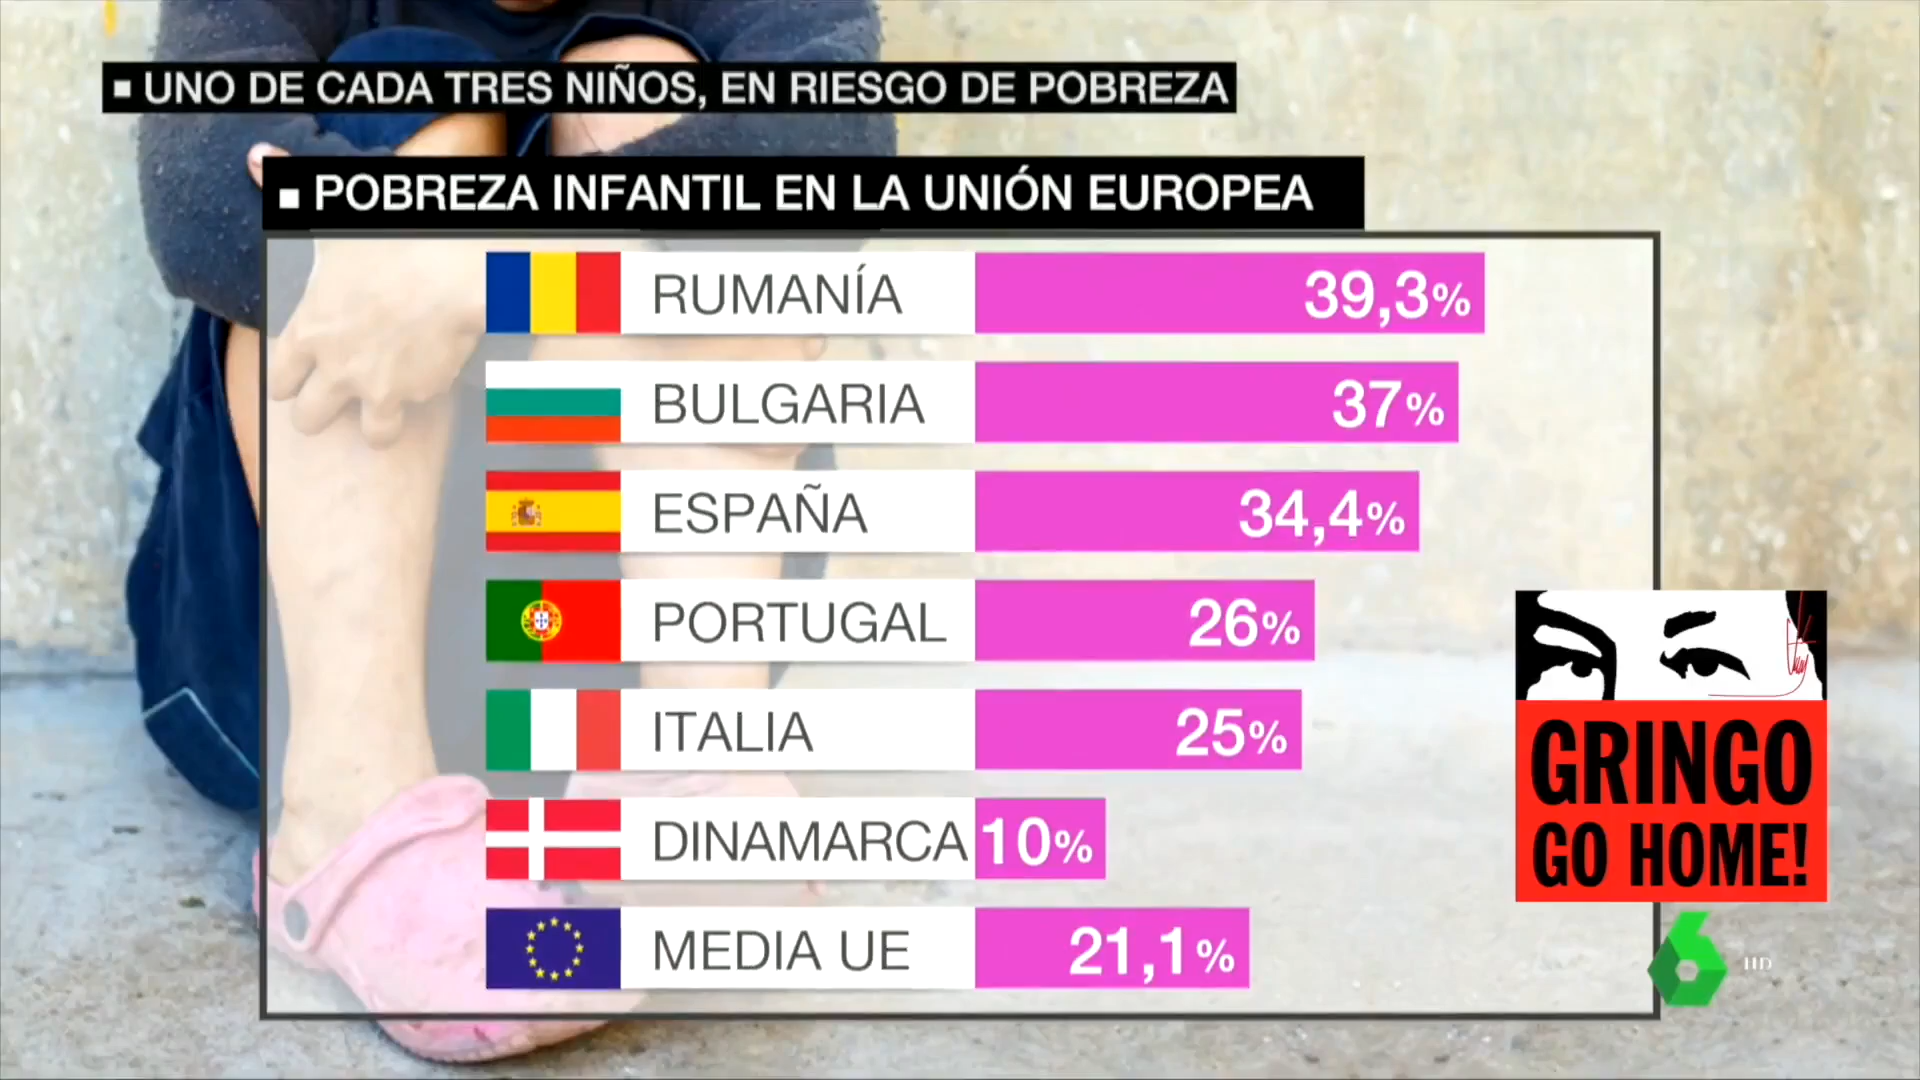 ▪ UNO DE CADA TRES NIÑOS, EN RIESGO DE POBREZA
▪ POBREZA INFANTIL EN LA UNIÓN EUROPEA
RUMANÍA 39,3%
BULGARIA 37%
ESPAÑA 34,4%
PORTUGAL 26%
ITALIA 25%
DINAMARCA 10%
MEDIA UE 21,1%
GRINGO
GO HOME!
6 HD